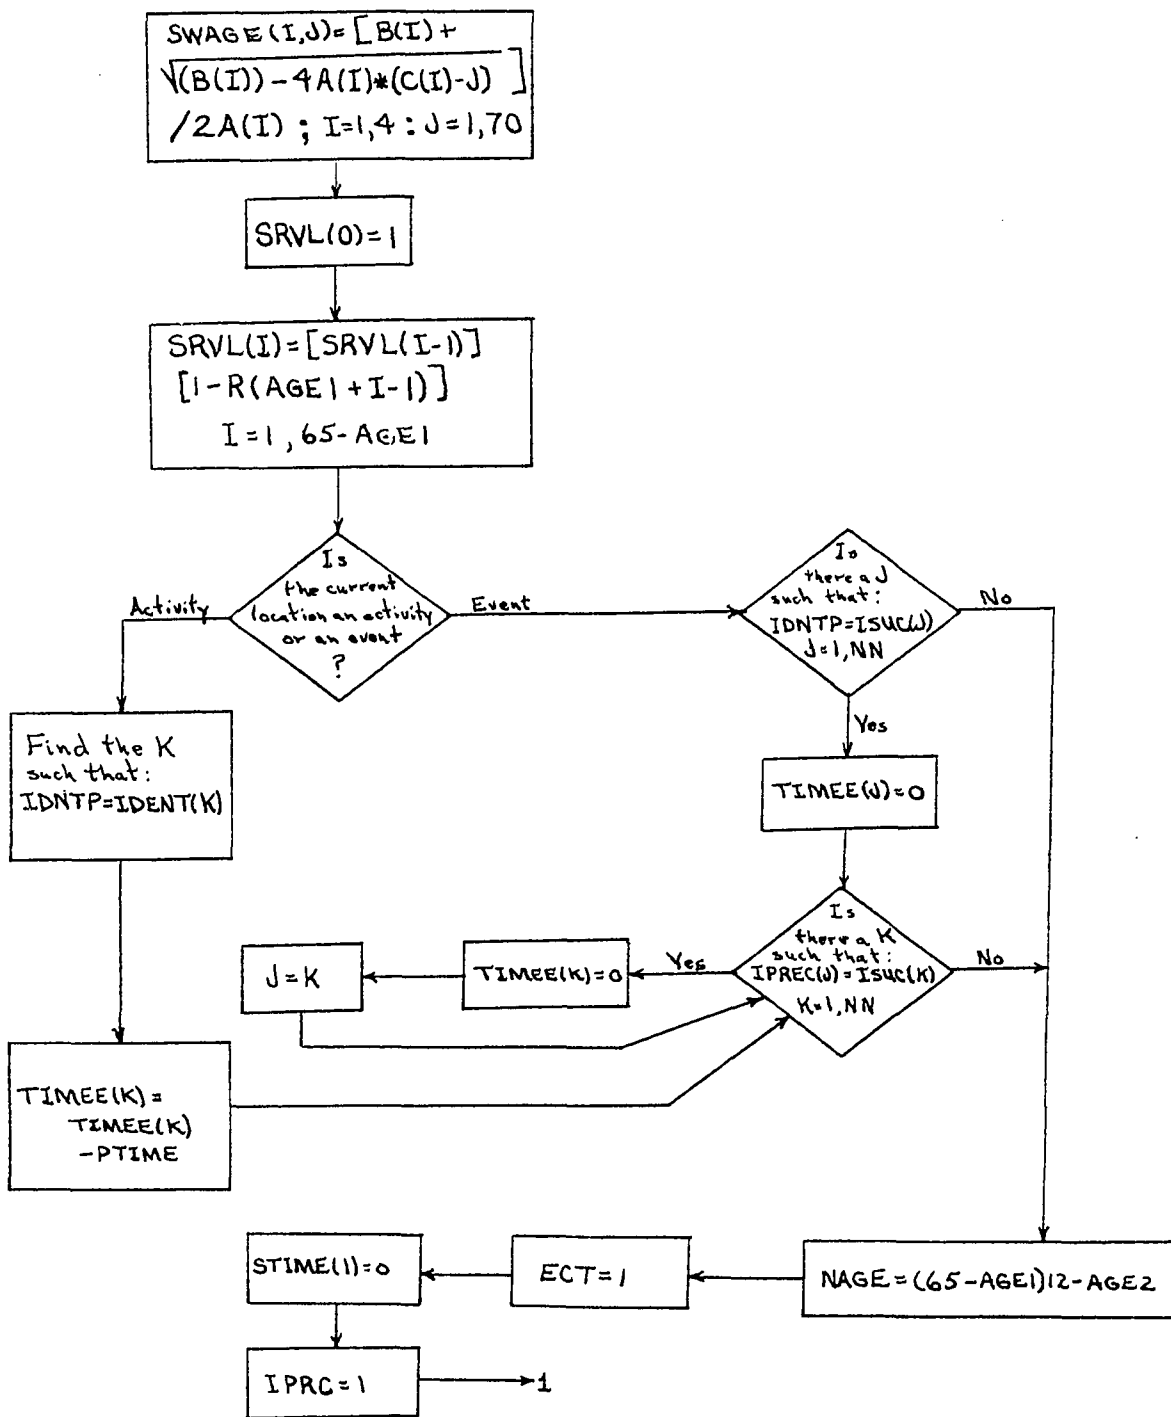 SWAGE(I,J)=[B(I)+
√(B(I))-4A(I)*(C(I)-J) ]
/2A(I) ; I=1,4 : J=1,70
SRVL(0)=1
SRVL(I)=[SRVL(I-1)]
[1-R(AGE1+I-1)]
I=1,65-AGE1
Is
the current
location an activity
or an event
?
Activity
Event
Is
there a J
such that:
IDNTP=ISUC(J)
J=1,NN
No
Yes
Find the K
such that:
IDNTP=IDENT(K)
TIMEE(J)=0
Is
there a K
such that:
IPREC(J)=ISUC(K)
K=1,NN
No
Yes
TIMEE(K)=0
J=K
TIMEE(K)=
TIMEE(K)
-PTIME
NAGE=(65-AGE1)12-AGE2
ECT=1
STIME(1)=0
IPRC=1
1